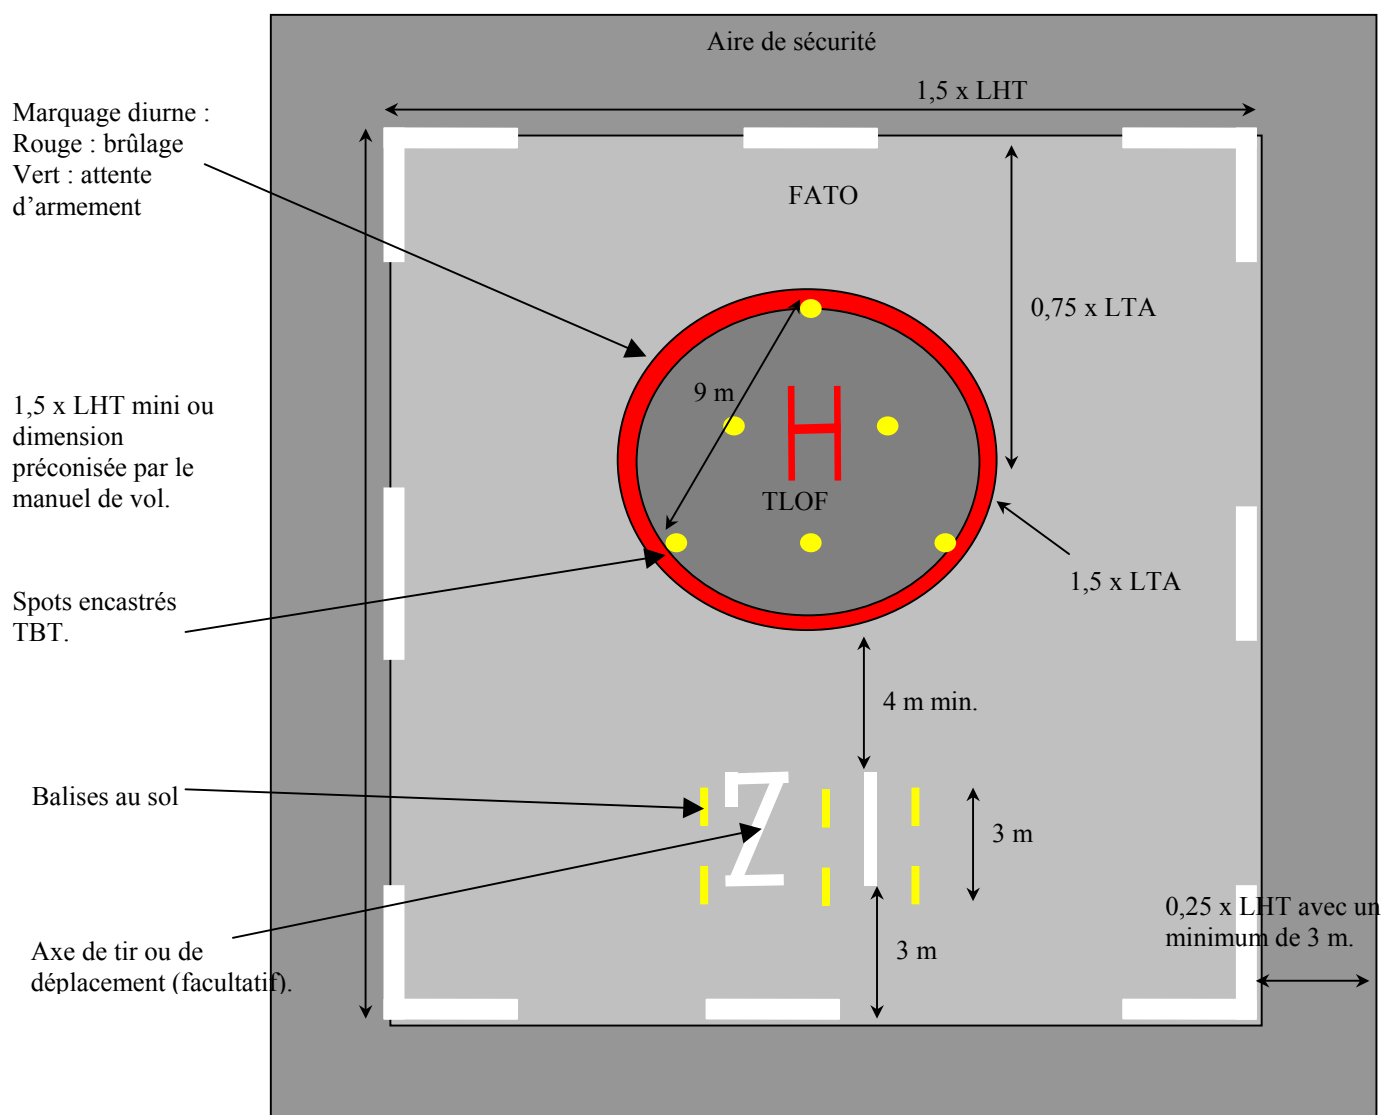 Aire de sécurité
1,5 x LHT
Marquage diurne :
Rouge : brûlage
Vert : attente
d’armement
FATO
0,75 x LTA
9 m
H
1,5 x LHT mini ou
dimension
préconisée par le
manuel de vol.
TLOF
1,5 x LTA
Spots encastrés
TBT.
4 m min.
Balises au sol
Z I
3 m
0,25 x LHT avec un
minimum de 3 m.
Axe de tir ou de
déplacement (facultatif).
3 m